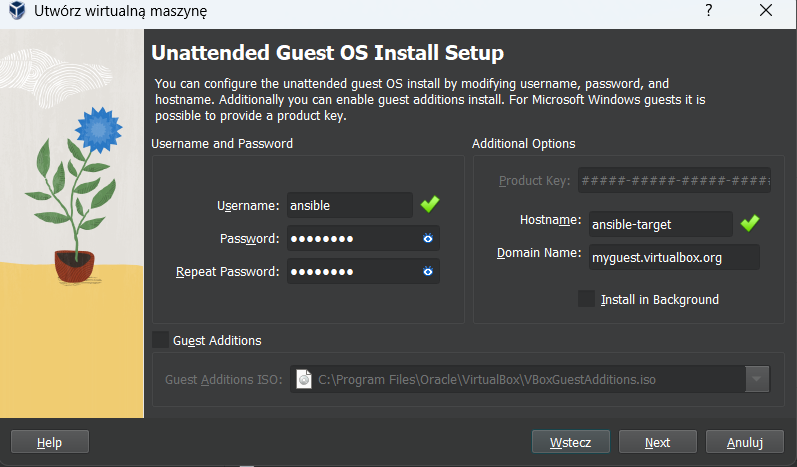 Utwórz wirtualną maszynę
?
Unattended Guest OS Install Setup
You can configure the unattended guest OS install by modifying username, password, and
hostname. Additionally you can enable guest additions install. For Microsoft Windows guests it is
possible to provide a product key.
Username and Password
Username: ansible
Password: ●●●●●●●●
Repeat Password: ●●●●●●●●
Additional Options
Product Key: #####-#####-#####-#####
Hostname: ansible-target
Domain Name: myguest.virtualbox.org
Install in Background
Guest Additions
Guest Additions ISO: C:\Program Files\Oracle\VirtualBox\VBoxGuestAdditions.iso
Help
Wstecz
Next
Anuluj